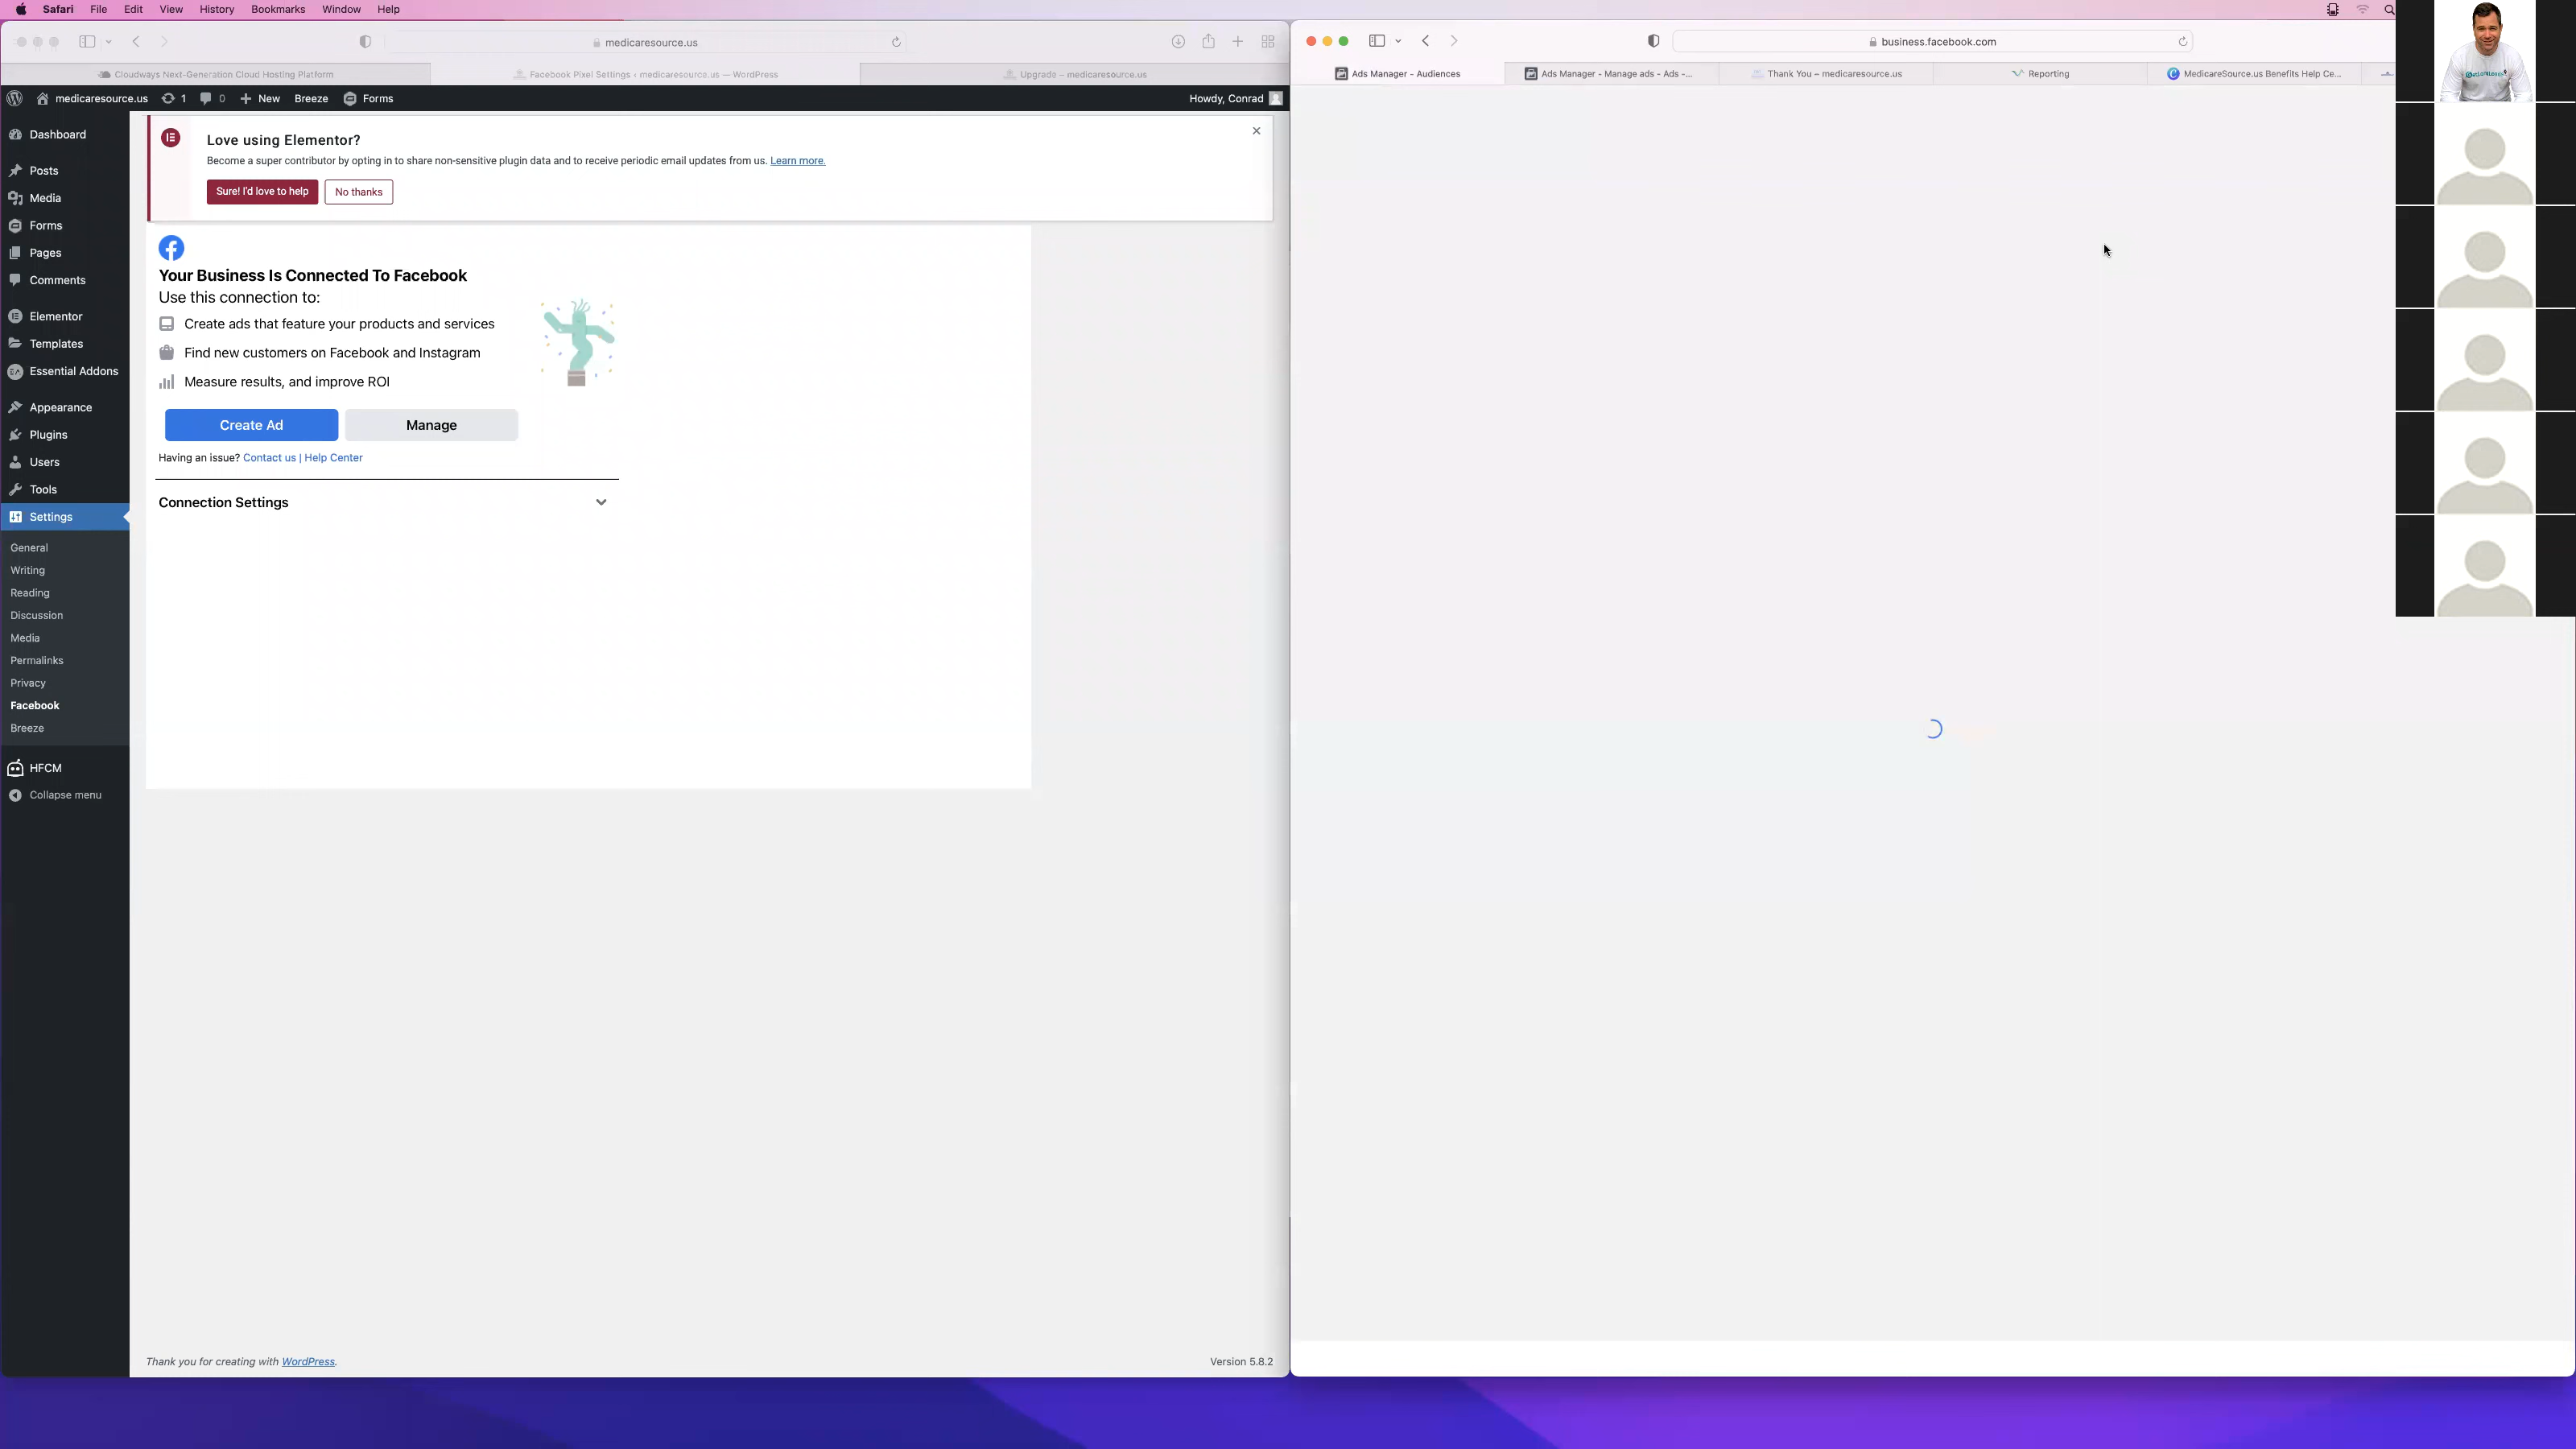 Safari File Edit View History Bookmarks Window Help
medicaresource.us
Cloudways Next-Generation Cloud Hosting Platform
Facebook Pixel Settings ‹ medicaresource.us — WordPress
Upgrade – medicaresource.us
medicaresource.us 1 0 New Breeze Forms
Howdy, Conrad
Dashboard
Posts
Media
Forms
Pages
Comments
Elementor
Templates
Essential Addons
Appearance
Plugins
Users
Tools
Settings
General
Writing
Reading
Discussion
Media
Permalinks
Privacy
Facebook
Breeze
HFCM
Collapse menu
Love using Elementor?
Become a super contributor by opting in to share non-sensitive plugin data and to receive periodic email updates from us. Learn more.
Sure! I'd love to help
No thanks
Your Business Is Connected To Facebook
Use this connection to:
Create ads that feature your products and services
Find new customers on Facebook and Instagram
Measure results, and improve ROI
Create Ad
Manage
Having an issue? Contact us | Help Center
Connection Settings
Thank you for creating with WordPress.
Version 5.8.2
business.facebook.com
Ads Manager - Audiences
Ads Manager - Manage ads - Ads -...
Thank You – medicaresource.us
Reporting
MedicareSource.us Benefits Help Ce...